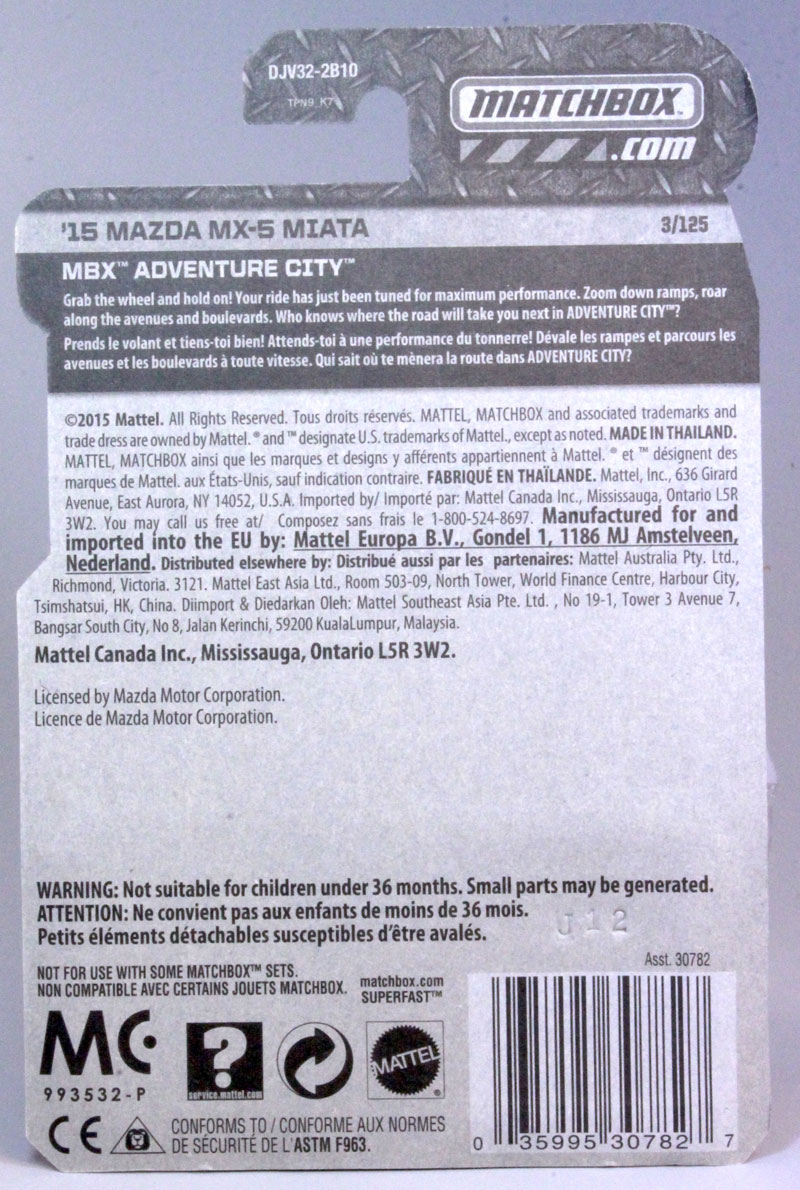 DJV32-2B10
TPN9 K7
MATCHBOX™
.com
'15 MAZDA MX-5 MIATA
3/125
MBX™ ADVENTURE CITY™
Grab the wheel and hold on! Your ride has just been tuned for maximum performance. Zoom down ramps, roar
along the avenues and boulevards. Who knows where the road will take you next in ADVENTURE CITY™?
Prends le volant et tiens-toi bien! Attends-toi à une performance du tonnerre! Dévale les rampes et parcours les
avenues et les boulevards à toute vitesse. Qui sait où te mènera la route dans ADVENTURE CITY?
©2015 Mattel. All Rights Reserved. Tous droits réservés. MATTEL, MATCHBOX and associated trademarks and
trade dress are owned by Mattel. ® and ™ designate U.S. trademarks of Mattel., except as noted. MADE IN THAILAND.
MATTEL, MATCHBOX ainsi que les marques et designs y afférents appartiennent à Mattel. ® et ™ désignent des
marques de Mattel. aux États-Unis, sauf indication contraire. FABRIQUÉ EN THAÏLANDE. Mattel, Inc., 636 Girard
Avenue, East Aurora, NY 14052, U.S.A. Imported by/ Importé par: Mattel Canada Inc., Mississauga, Ontario L5R
3W2. You may call us free at/ Composez sans frais le 1-800-524-8697. Manufactured for and
imported into the EU by: Mattel Europa B.V., Gondel 1, 1186 MJ Amstelveen,
Nederland. Distributed elsewhere by: Distribué aussi par les partenaires: Mattel Australia Pty. Ltd.,
Richmond, Victoria. 3121. Mattel East Asia Ltd., Room 503-09, North Tower, World Finance Centre, Harbour City,
Tsimshatsui, HK, China. Diimport & Diedarkan Oleh: Mattel Southeast Asia Pte. Ltd. , No 19-1, Tower 3 Avenue 7,
Bangsar South City, No 8, Jalan Kerinchi, 59200 KualaLumpur, Malaysia.
Mattel Canada Inc., Mississauga, Ontario L5R 3W2.
Licensed by Mazda Motor Corporation.
Licence de Mazda Motor Corporation.
WARNING: Not suitable for children under 36 months. Small parts may be generated.
ATTENTION: Ne convient pas aux enfants de moins de 36 mois.
Petits éléments détachables susceptibles d'être avalés.
J12
Asst. 30782
NOT FOR USE WITH SOME MATCHBOX™ SETS.
NON COMPATIBLE AVEC CERTAINS JOUETS MATCHBOX.
matchbox.com
SUPERFAST™
MC
993532-P
?
service.mattel.com
MATTEL®
CE
CONFORMS TO / CONFORME AUX NORMES
DE SÉCURITÉ DE L'ASTM F963.
0 35995 30782 7